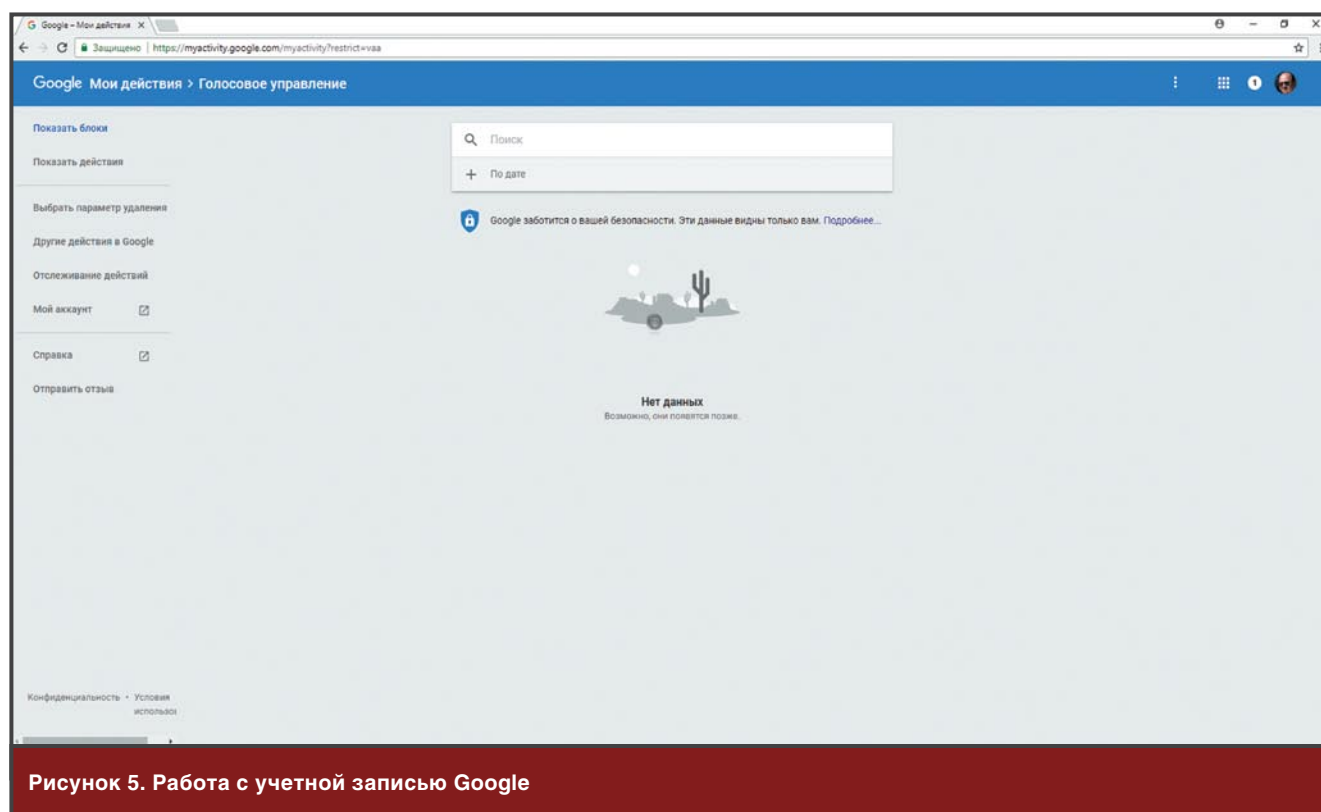 Google – Мои действия
Защищено | https://myactivity.google.com/myactivity?restrict=vaa
Google Мои действия > Голосовое управление
1
Показать блоки
Показать действия
Выбрать параметр удаления
Другие действия в Google
Отслеживание действий
Мой аккаунт
Справка
Отправить отзыв
Поиск
По дате
Google заботится о вашей безопасности. Эти данные видны только вам. Подробнее...
Нет данных
Возможно, они появятся позже.
Конфиденциальность • Условия
использов
Рисунок 5. Работа с учетной записью Google